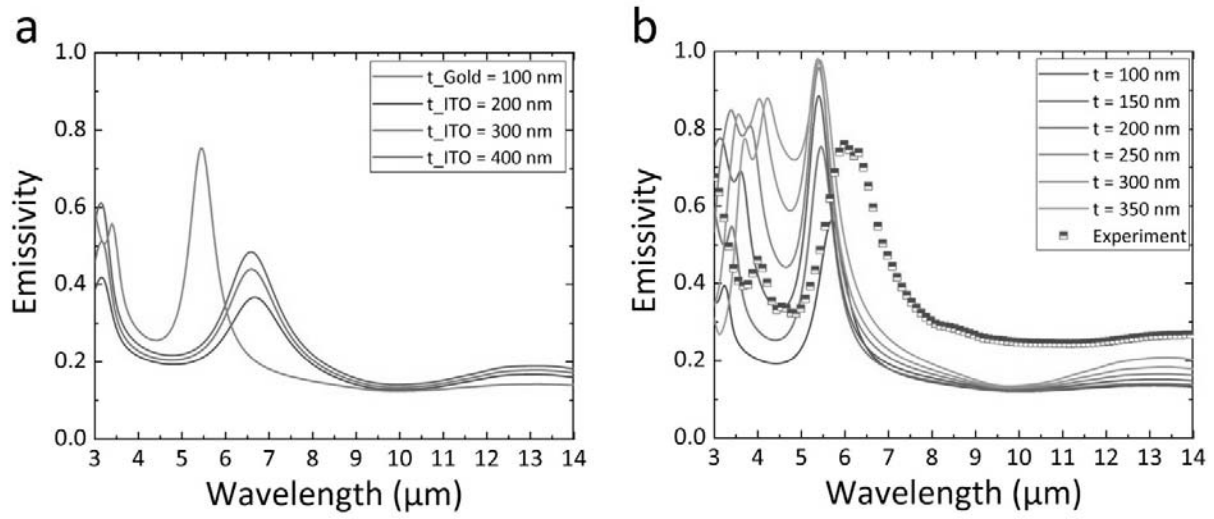 a
1.0
0.8
0.6
0.4
0.2
0.0
Emissivity
t_Gold = 100 nm
t_ITO = 200 nm
t_ITO = 300 nm
t_ITO = 400 nm
3 4 5 6 7 8 9 10 11 12 13 14
Wavelength (μm)
b
1.0
0.8
0.6
0.4
0.2
0.0
Emissivity
t = 100 nm
t = 150 nm
t = 200 nm
t = 250 nm
t = 300 nm
t = 350 nm
Experiment
3 4 5 6 7 8 9 10 11 12 13 14
Wavelength (μm)